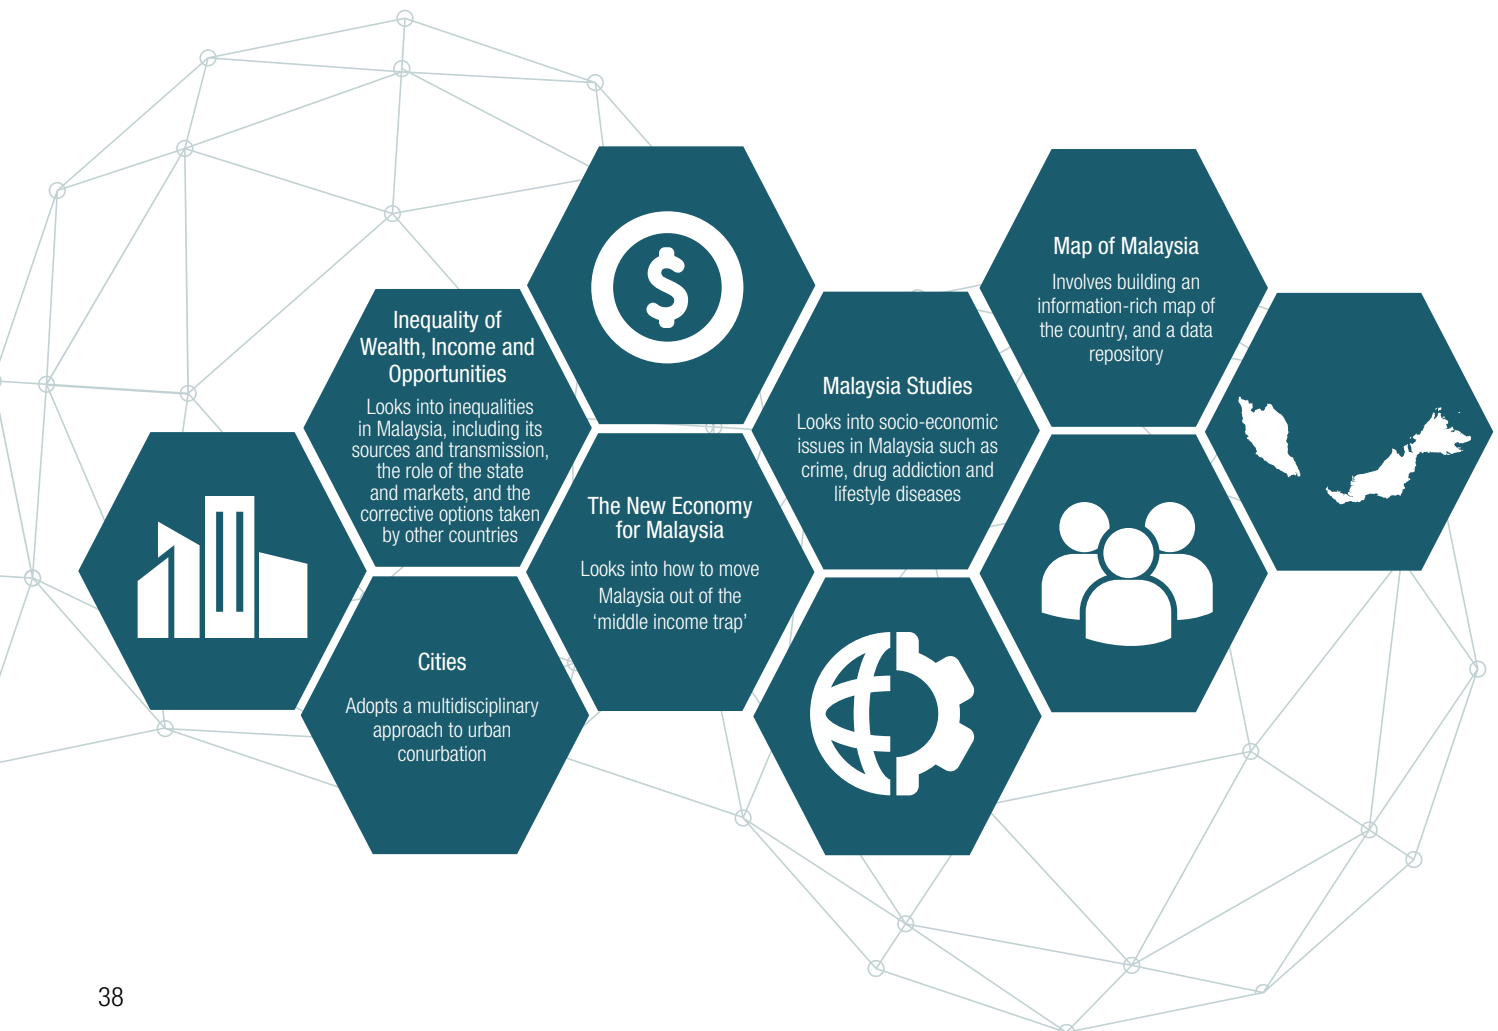 Inequality of
Wealth, Income and
Opportunities
Looks into inequalities
in Malaysia, including its
sources and transmission,
the role of the state
and markets, and the
corrective options taken
by other countries
Cities
Adopts a multidisciplinary
approach to urban
conurbation
The New Economy
for Malaysia
Looks into how to move
Malaysia out of the
‘middle income trap’
Malaysia Studies
Looks into socio-economic
issues in Malaysia such as
crime, drug addiction and
lifestyle diseases
Map of Malaysia
Involves building an
information-rich map of
the country, and a data
repository
$
38